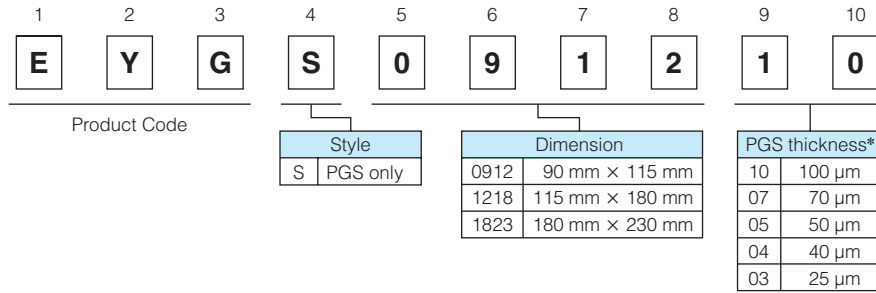 1 2 3 4 5 6 7 8 9 10
E Y G S 0 9 1 2 1 0
Product Code
Style
S PGS only
Dimension
0912 90 mm × 115 mm
1218 115 mm × 180 mm
1823 180 mm × 230 mm
PGS thickness*
10 100 μm
07 70 μm
05 50 μm
04 40 μm
03 25 μm